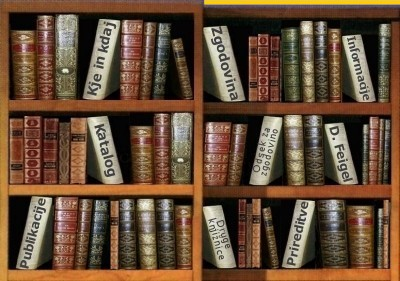 Kje in kdaj
Zgodovina
Informacije
Katalog
Odsek za
zgodovino
D. Feigel
Publikacije
Druge
knjižnice
Prireditve